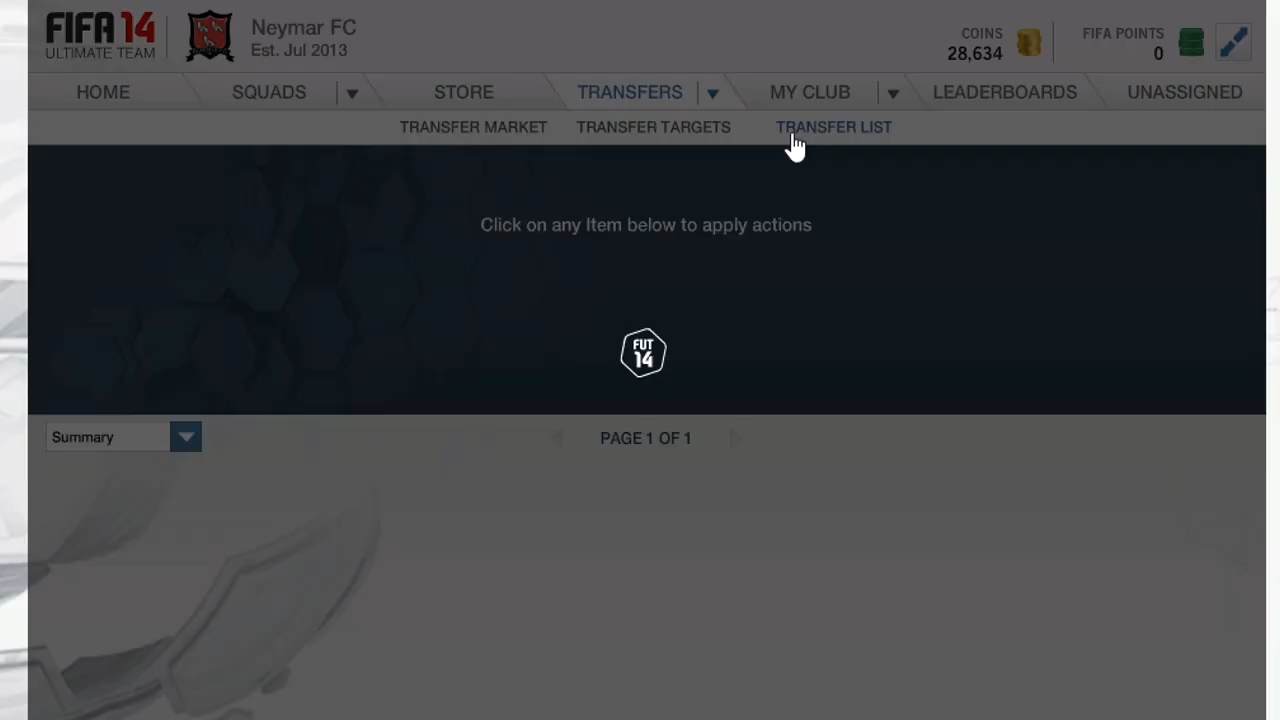 FIFA 14
ULTIMATE TEAM
Neymar FC
Est. Jul 2013
COINS
28,634
FIFA POINTS
0
HOME
SQUADS
STORE
TRANSFERS
MY CLUB
LEADERBOARDS
UNASSIGNED
TRANSFER MARKET
TRANSFER TARGETS
TRANSFER LIST
Click on any Item below to apply actions
FUT
14
Summary
PAGE 1 OF 1